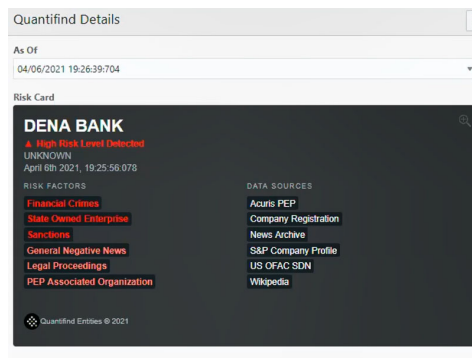 Quantifind Details
As Of
04/06/2021 19:26:39:704
Risk Card
DENA BANK
▲ High Risk Level Detected
UNKNOWN
April 6th 2021, 19:25:56:078
RISK FACTORS
Financial Crimes
State Owned Enterprise
Sanctions
General Negative News
Legal Proceedings
PEP Associated Organization
DATA SOURCES
Acuris PEP
Company Registration
News Archive
S&P Company Profile
US OFAC SDN
Wikipedia
Quantifind Entities © 2021